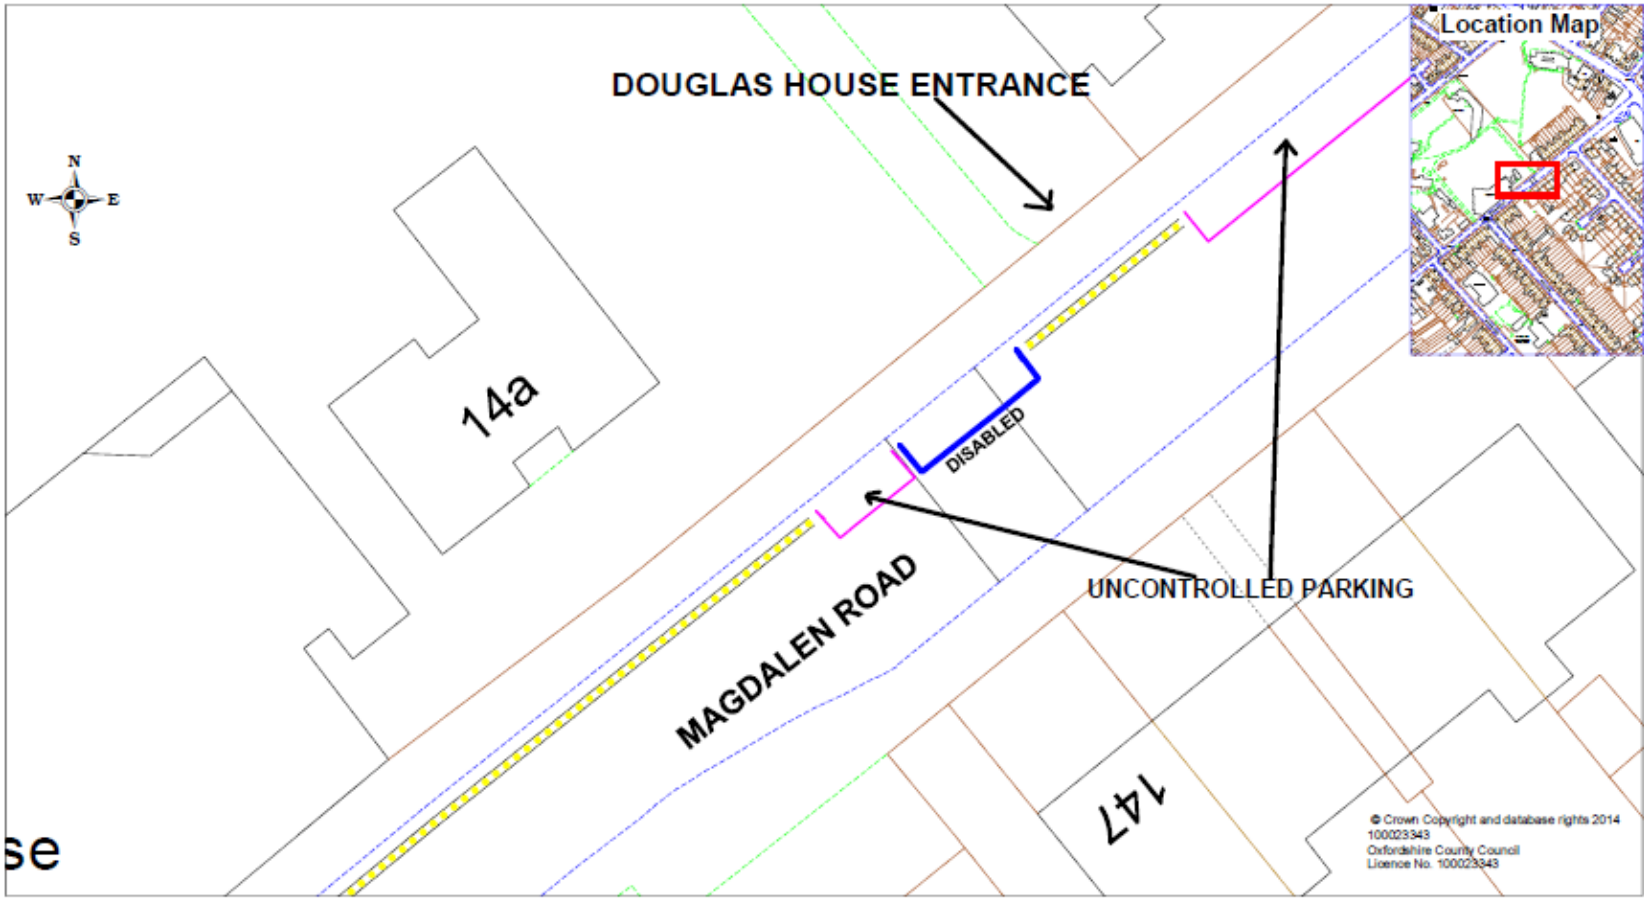 Location Map
DOUGLAS HOUSE ENTRANCE
N
W E
S
14a
DISABLED
UNCONTROLLED PARKING
MAGDALEN ROAD
147
se
© Crown Copyright and database rights 2014
100023343
Oxfordshire County Council
Licence No. 100023343